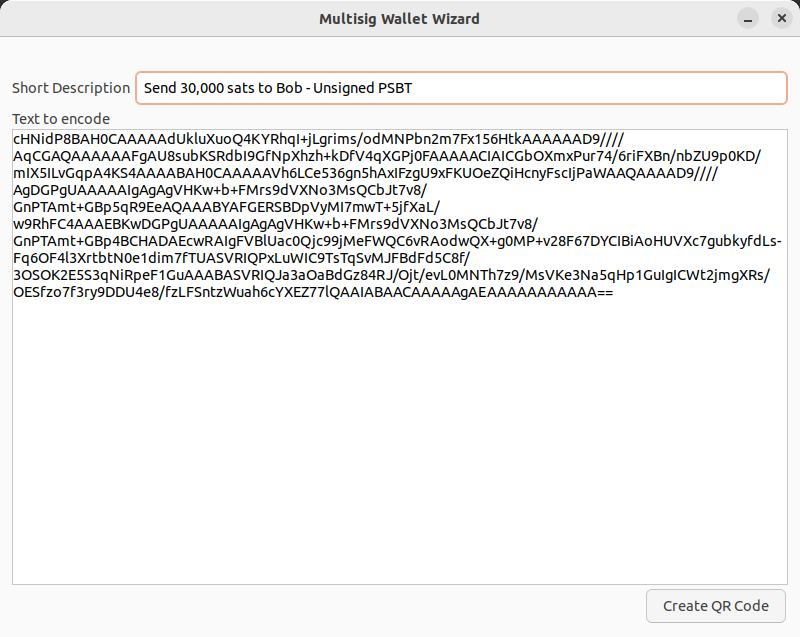 Multisig Wallet Wizard
Short Description Send 30,000 sats to Bob - Unsigned PSBT
Text to encode
cHNidP8BAH0CAAAAAdUkluXuoQ4KYRhqI+jLgrims/odMNPbn2m7Fx156HtkAAAAAAD9////
AqCGAQAAAAAAFgAU8subKSRdbI9GfNpXhzh+kDfV4qXGPj0FAAAAACIAICGbOXmxPur74/6riFXBn/nbZU9p0KD/
mIX5ILvGqpA4KS4AAAABAH0CAAAAAVh6LCe536gn5hAxIFzgU9xFKUOeZQiHcnyFscIjPaWAAQAAAAD9////
AgDGPgUAAAAAIgAgAgVHKw+b+FMrs9dVXNo3MsQCbJt7v8/
GnPTAmt+GBp5qR9EeAQAAABYAFGERSBDpVyMI7mwT+5jfXaL/
w9RhFC4AAAEBKwDGPgUAAAAAIgAgAgVHKw+b+FMrs9dVXNo3MsQCbJt7v8/
GnPTAmt+GBp4BCHADAEcwRAIgFVBlUac0Qjc99jMeFWQC6vRAodwQX+g0MP+v28F67DYCIBiAoHUVXc7gubkyfdLs-
Fq6OF4l3XrtbtN0e1dim7fTUASVRIQPxLuWIC9TsTqSvMJFBdFd5C8f/
3OSOK2E5S3qNiRpeF1GuAAABASVRIQJa3aOaBdGz84RJ/Ojt/evL0MNTh7z9/MsVKe3Na5qHp1GuIgICWt2jmgXRs/
OESfzo7f3ry9DDU4e8/fzLFSntzWuah6cYXEZ77lQAAIABAACAAAAAgAEAAAAAAAAAAAA==
Create QR Code